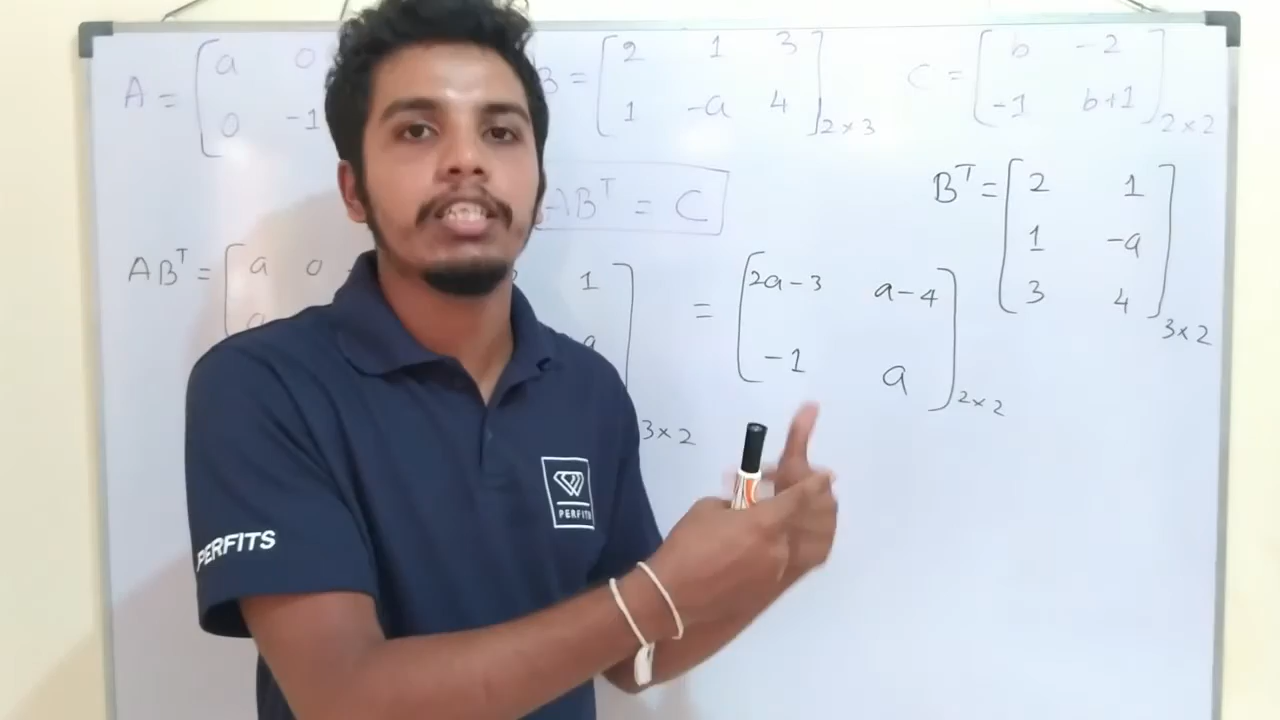 A = [ a 0
0 -1
B = [ 2 1 3
1 -a 4 ] 2×3
C = [ b -2
-1 b+1 ] 2×2
AB^T = C
B^T = [ 2 1
1 -a
3 4 ] 3×2
AB^T = [ a 0
1 ]
3×2
= [ 2a-3 a-4
-1 a ] 2×2
PERFITS
PERFIT